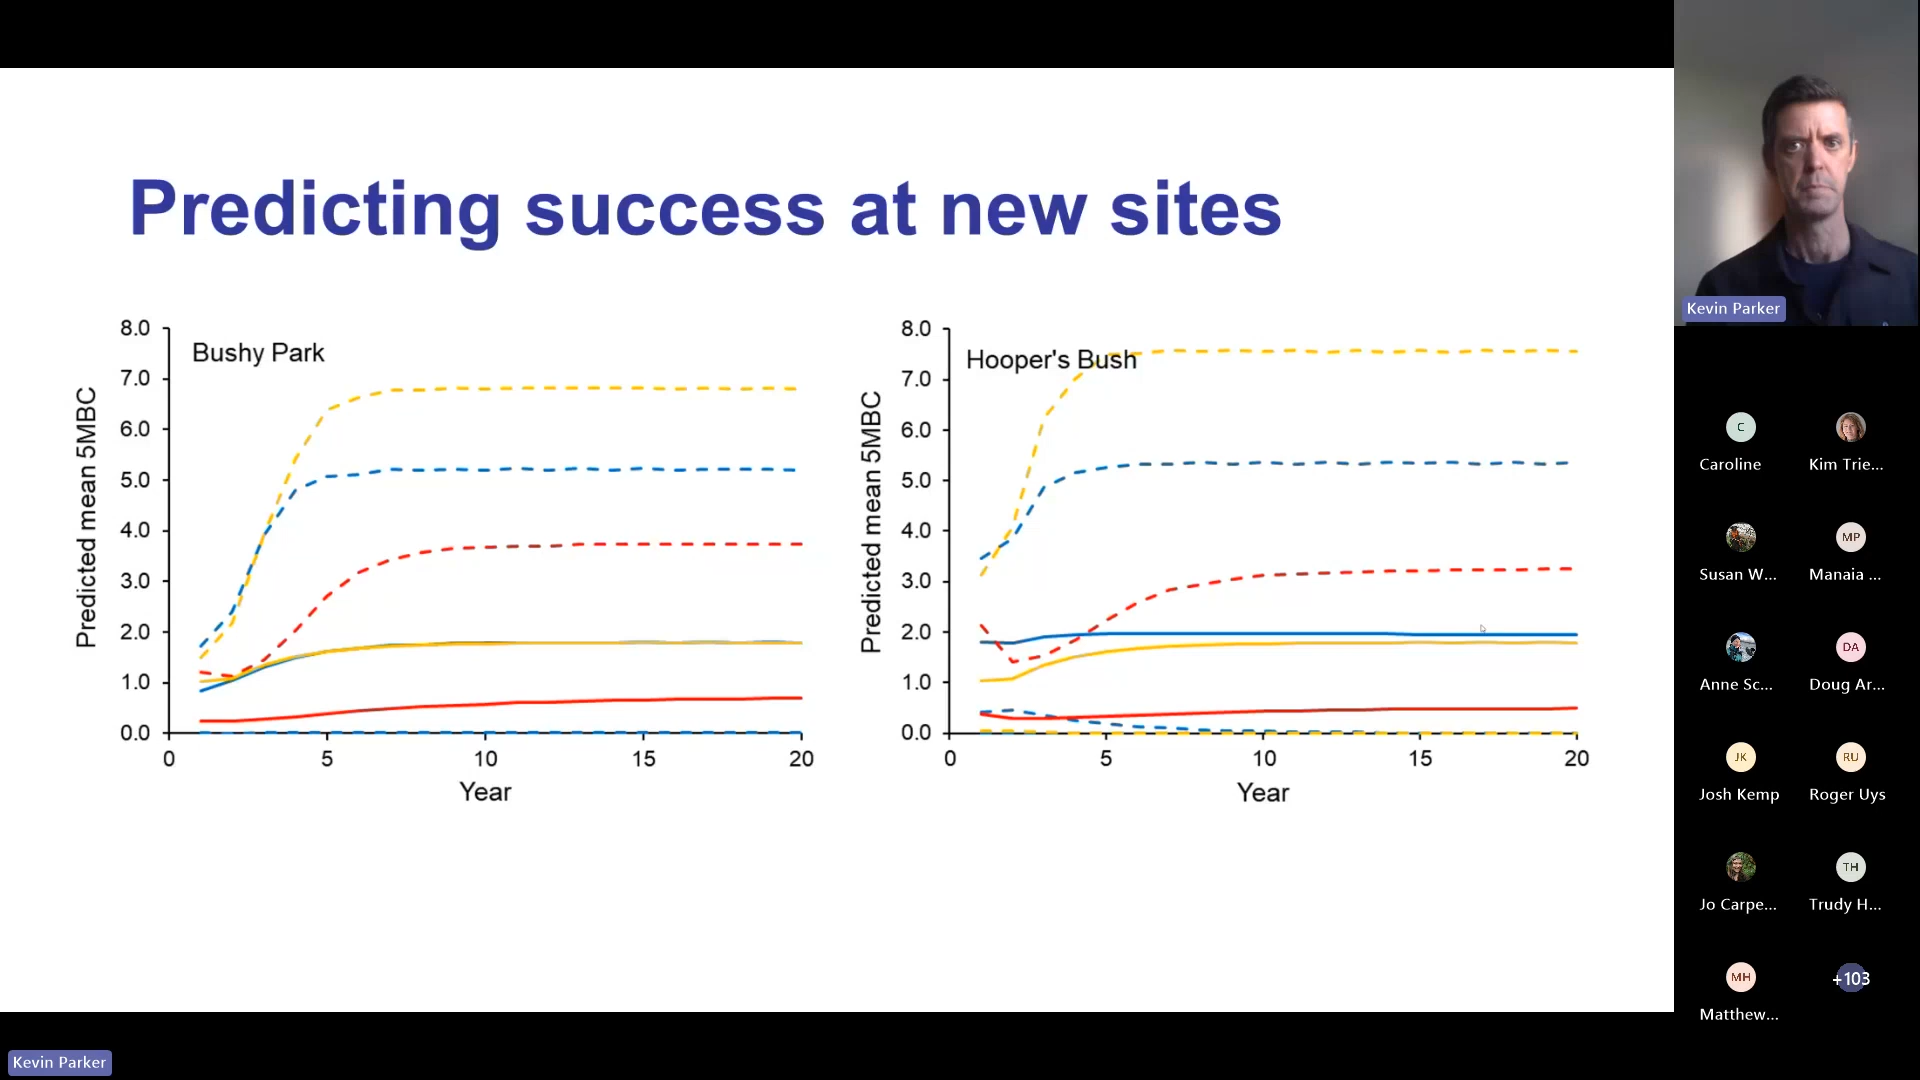 Predicting success at new sites
8.0
7.0
6.0
5.0
4.0
3.0
2.0
1.0
0.0
Predicted mean 5MBC
Bushy Park
0 5 10 15 20
Year
8.0
7.0
6.0
5.0
4.0
3.0
2.0
1.0
0.0
Predicted mean 5MBC
Hooper's Bush
0 5 10 15 20
Year
Kevin Parker
C
Caroline
Kim Trie...
Susan W...
MP
Manaia ...
Anne Sc...
DA
Doug Ar...
JK
Josh Kemp
RU
Roger Uys
Jo Carpe...
TH
Trudy H...
MH
Matthew...
+103
Kevin Parker